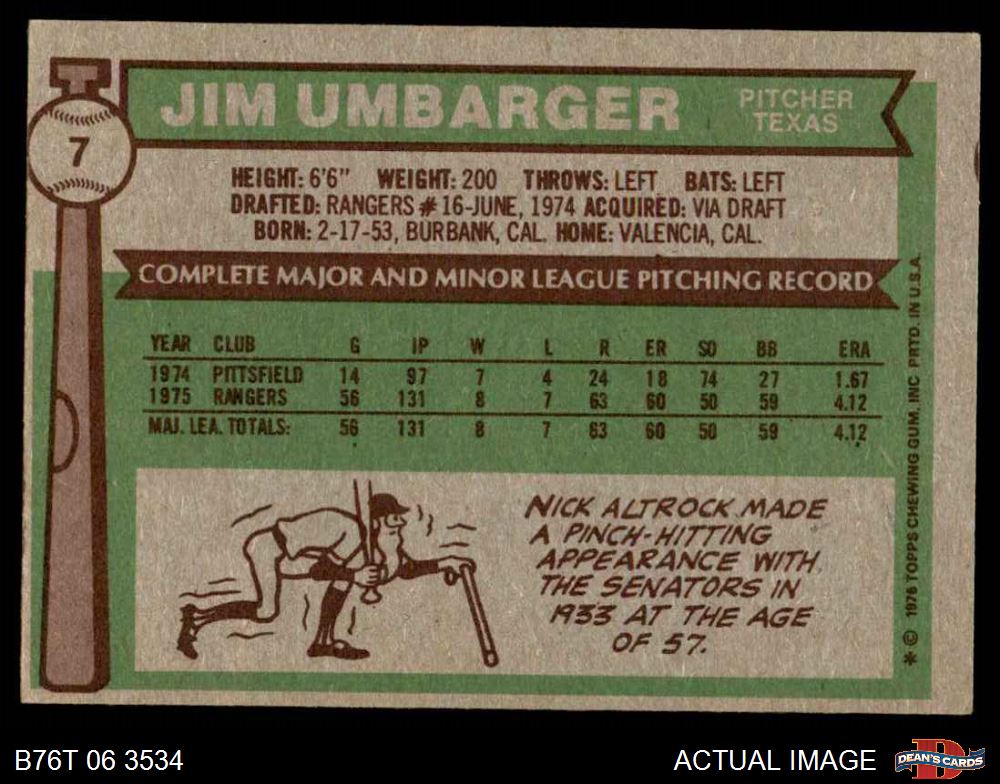 T
7
JIM UMBARGER
PITCHER
TEXAS
HEIGHT: 6'6" WEIGHT: 200 THROWS: LEFT BATS: LEFT
DRAFTED: RANGERS # 16-JUNE, 1974 ACQUIRED: VIA DRAFT
BORN: 2-17-53, BURBANK, CAL. HOME: VALENCIA, CAL.
COMPLETE MAJOR AND MINOR LEAGUE PITCHING RECORD
YEAR CLUB G IP W L R ER SO BB ERA
1974 PITTSFIELD 14 97 7 4 24 18 74 27 1.67
1975 RANGERS 56 131 8 7 63 60 50 59 4.12
MAJ. LEA. TOTALS: 56 131 8 7 63 60 50 59 4.12
NICK ALTROCK MADE
A PINCH-HITTING
APPEARANCE WITH
THE SENATORS IN
1933 AT THE AGE
OF 57.
* © 1976 TOPPS CHEWING GUM, INC PRTD. IN U.S.A.
B76T 06 3534
ACTUAL IMAGE
D
DEAN'S CARDS